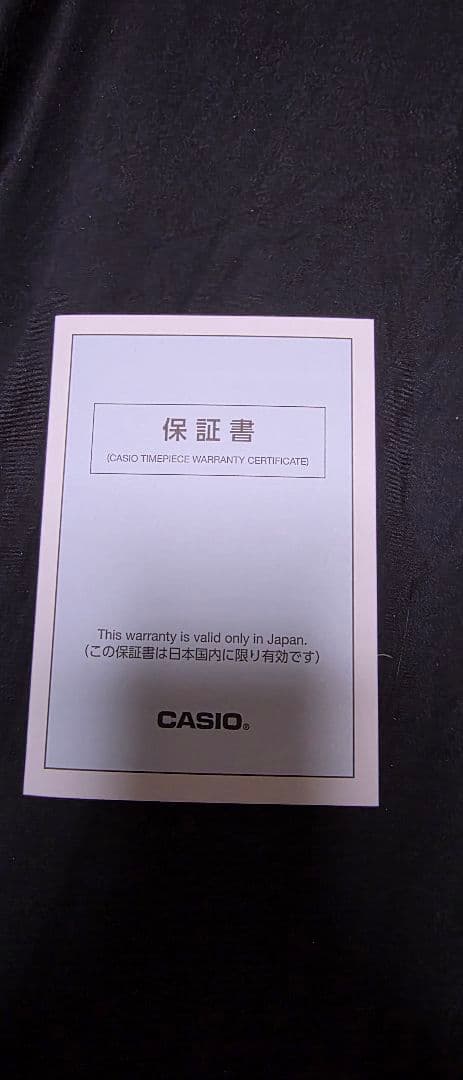 保証書
(CASIO TIMEPIECE WARRANTY CERTIFICATE)
This warranty is valid only in Japan.
(この保証書は日本国内に限り有効です)
CASIO®